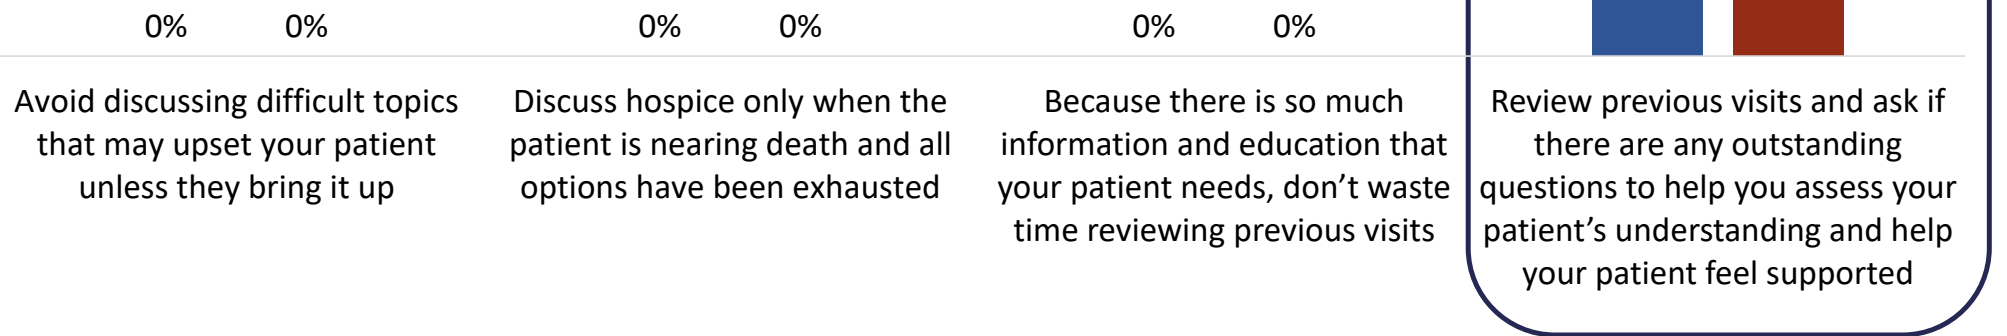 0% 0% 0% 0% 0% 0%
Avoid discussing difficult topics
that may upset your patient
unless they bring it up
Discuss hospice only when the
patient is nearing death and all
options have been exhausted
Because there is so much
information and education that
your patient needs, don’t waste
time reviewing previous visits
Review previous visits and ask if
there are any outstanding
questions to help you assess your
patient’s understanding and help
your patient feel supported